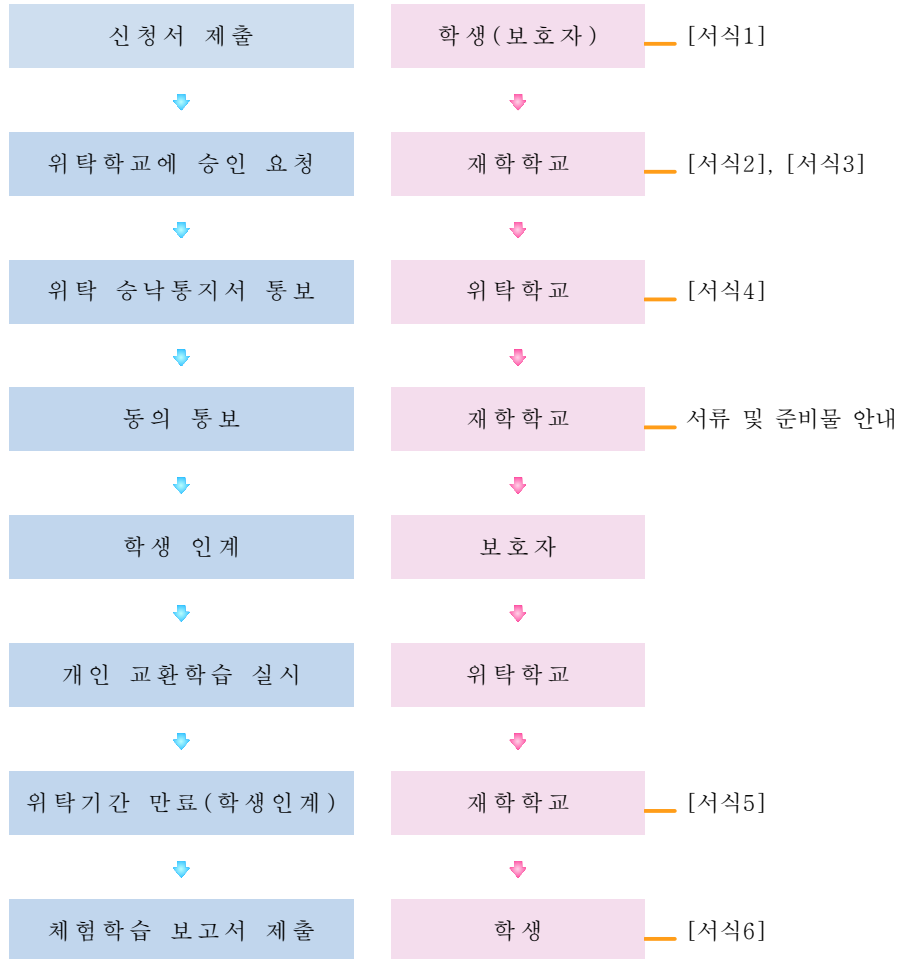 신청서 제출 학생(보호자) [서식1]
위탁학교에 승인 요청 재학학교 [서식2], [서식3]
위탁 승낙통지서 통보 위탁학교 [서식4]
동의 통보 재학학교 서류 및 준비물 안내
학생 인계 보호자
개인 교환학습 실시 위탁학교
위탁기간 만료(학생인계) 재학학교 [서식5]
체험학습 보고서 제출 학생 [서식6]